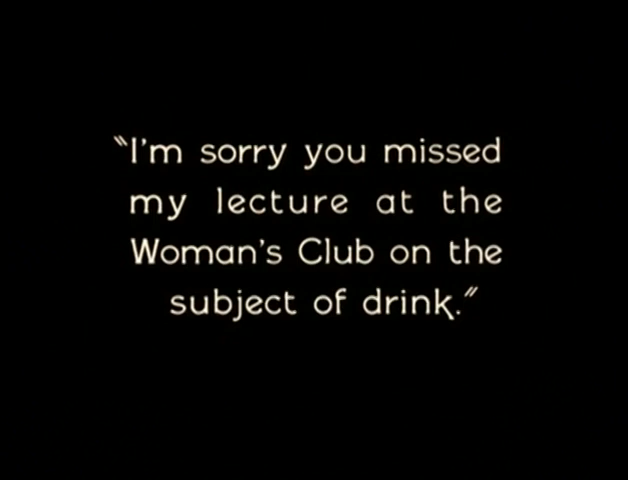 "I'm sorry you missed
my lecture at the
Woman's Club on the
subject of drink."